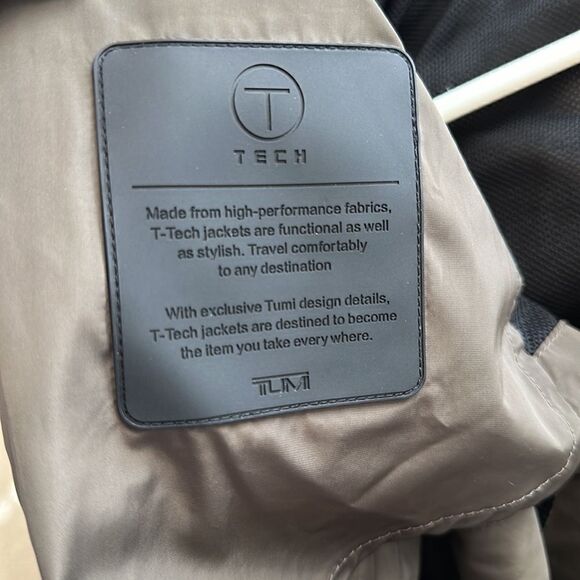 T
TECH
Made from high-performance fabrics,
T-Tech jackets are functional as well
as stylish. Travel comfortably
to any destination
With exclusive Tumi design details,
T-Tech jackets are destined to become
the item you take every where.
TUMI